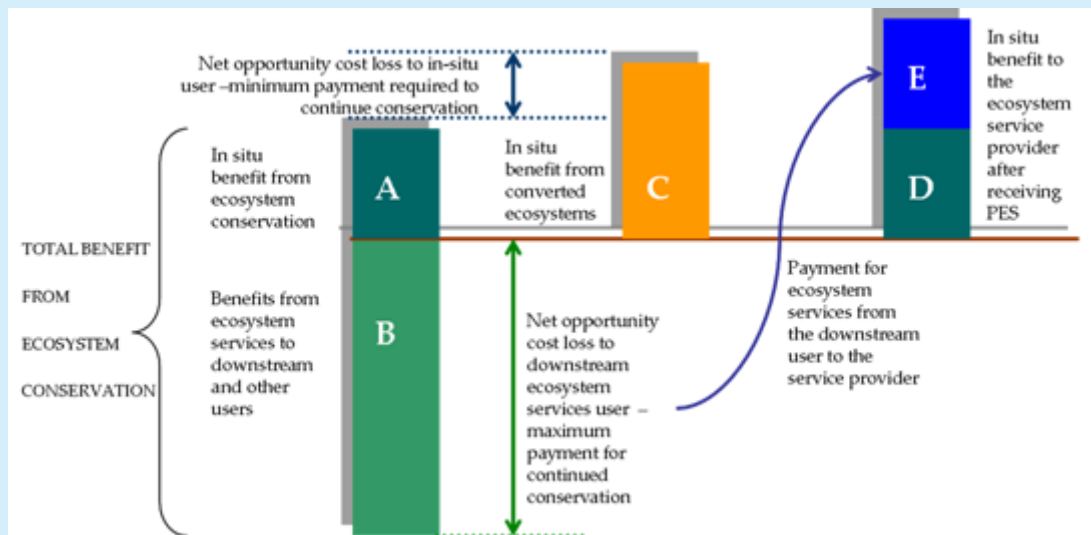 Net opportunity cost loss to in-situ
user –minimum payment required to
continue conservation
In situ
benefit from
ecosystem
conservation
A
In situ
benefit from
converted
ecosystems
C
E
D
In situ
benefit to
the
ecosystem
service
provider
after
receiving
PES
TOTAL BENEFIT
FROM
ECOSYSTEM
CONSERVATION
Benefits from
ecosystem
services to
downstream
and other
users
B
Net opportunity
cost loss to
downstream
ecosystem
services user –
maximum
payment for
continued
conservation
Payment for
ecosystem
services from
the downstream
user to the
service provider